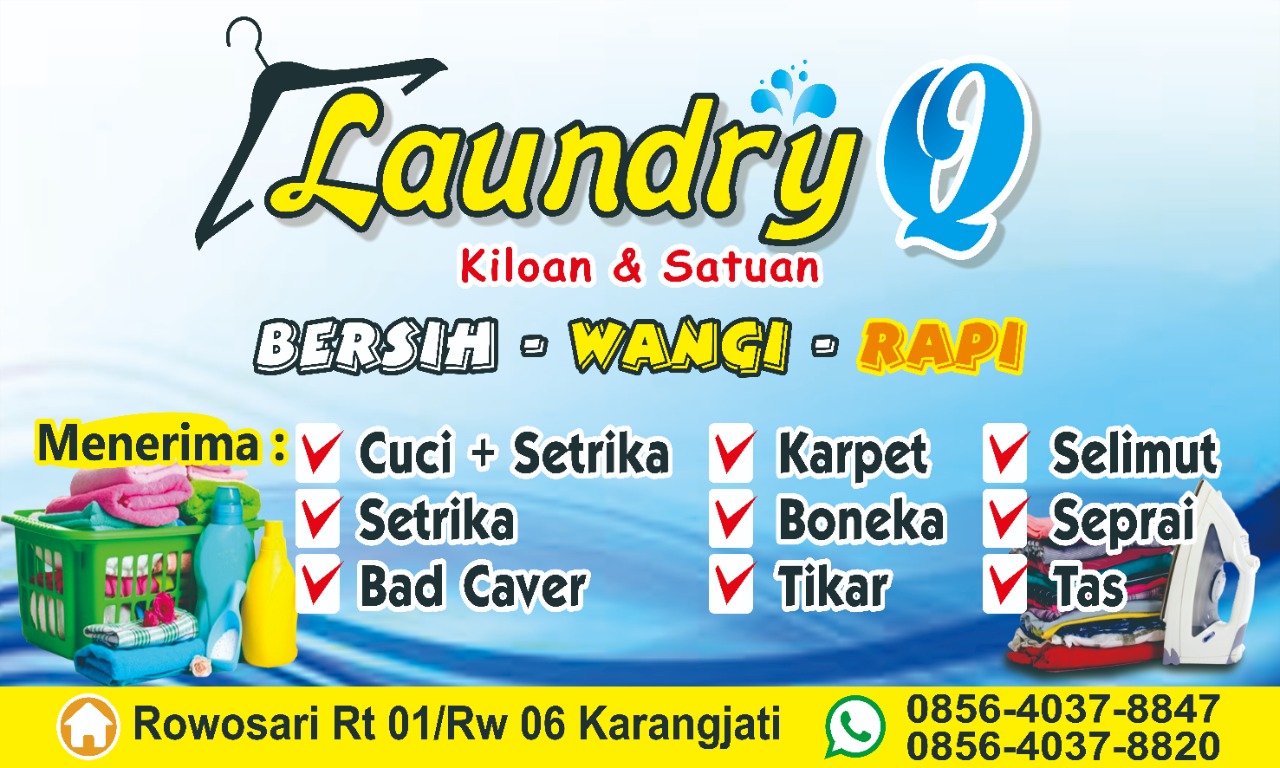 Laundry Q
Kiloan & Satuan
BERSIH - WANGI - RAPI
Menerima :
Cuci + Setrika
Setrika
Bad Caver
Karpet
Boneka
Tikar
Selimut
Seprai
Tas
Rowosari Rt 01/Rw 06 Karangjati
0856-4037-8847
0856-4037-8820